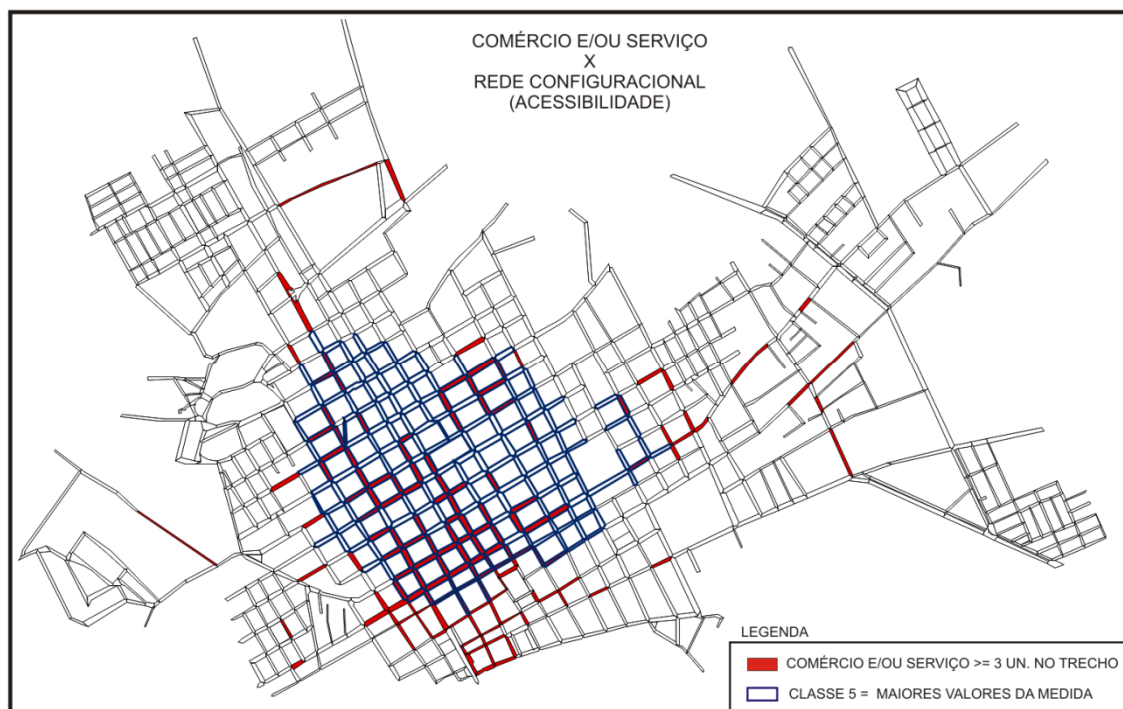 COMÉRCIO E/OU SERVIÇO
X
REDE CONFIGURACIONAL
(ACESSIBILIDADE)
LEGENDA
COMÉRCIO E/OU SERVIÇO >= 3 UN. NO TRECHO
CLASSE 5 = MAIORES VALORES DA MEDIDA